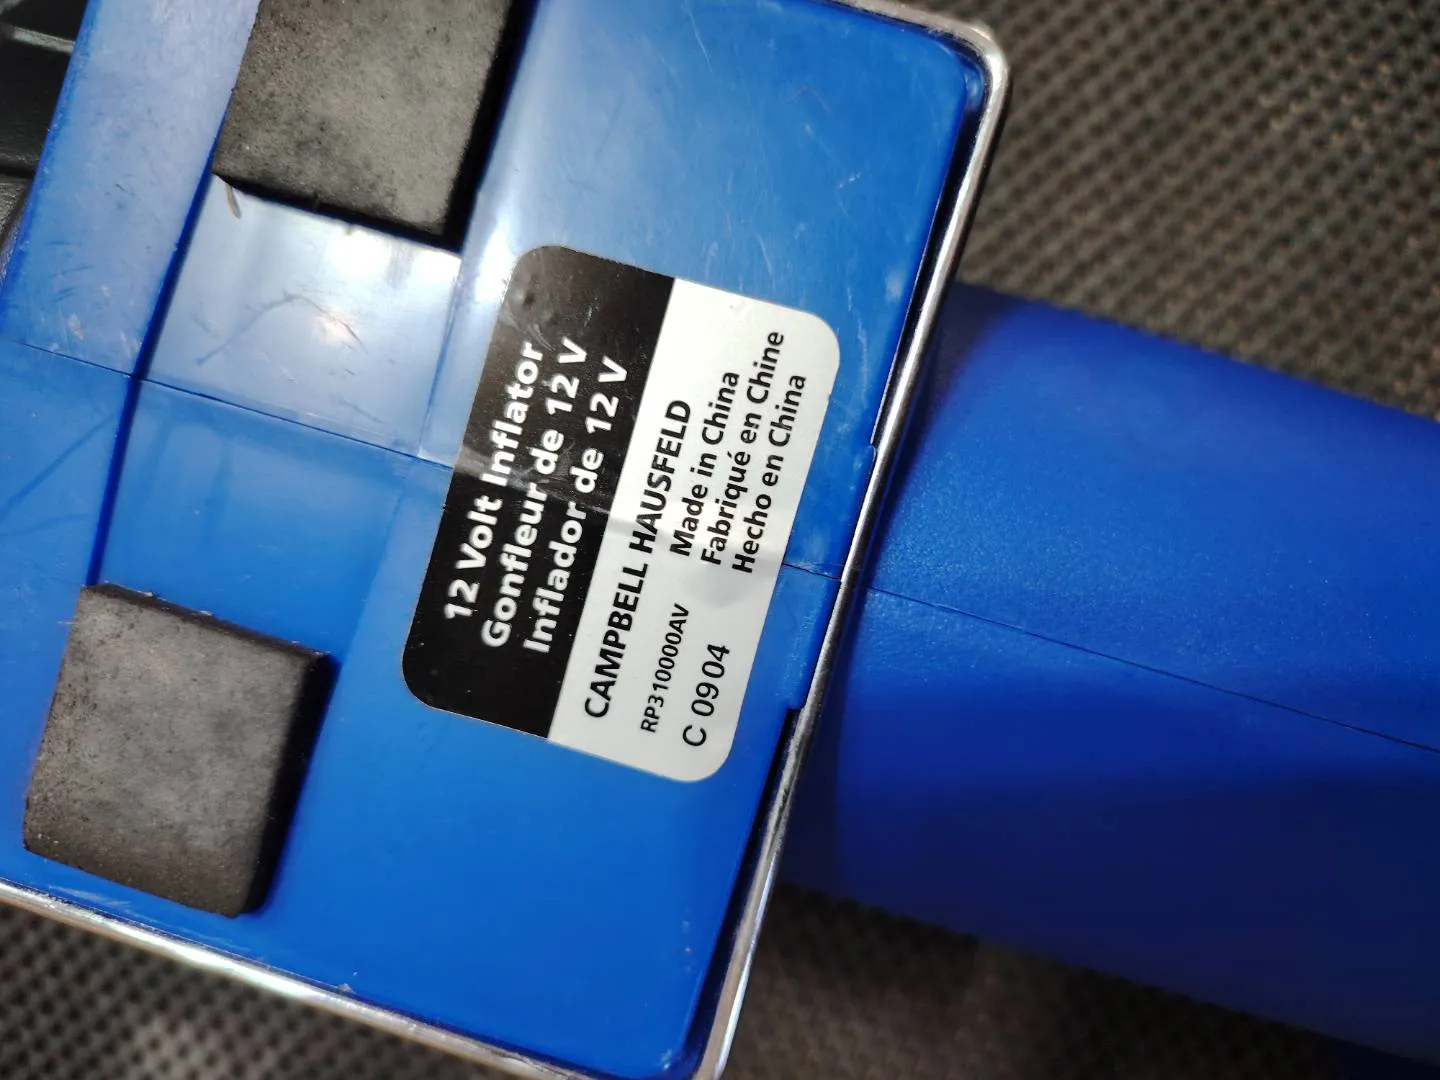 12 Volt Inflator
Gonfleur de 12 V
Inflador de 12 V
CAMPBELL HAUSFELD
RP310000AV
C 0904
Made in China
Fabriqué en Chine
Hecho en China